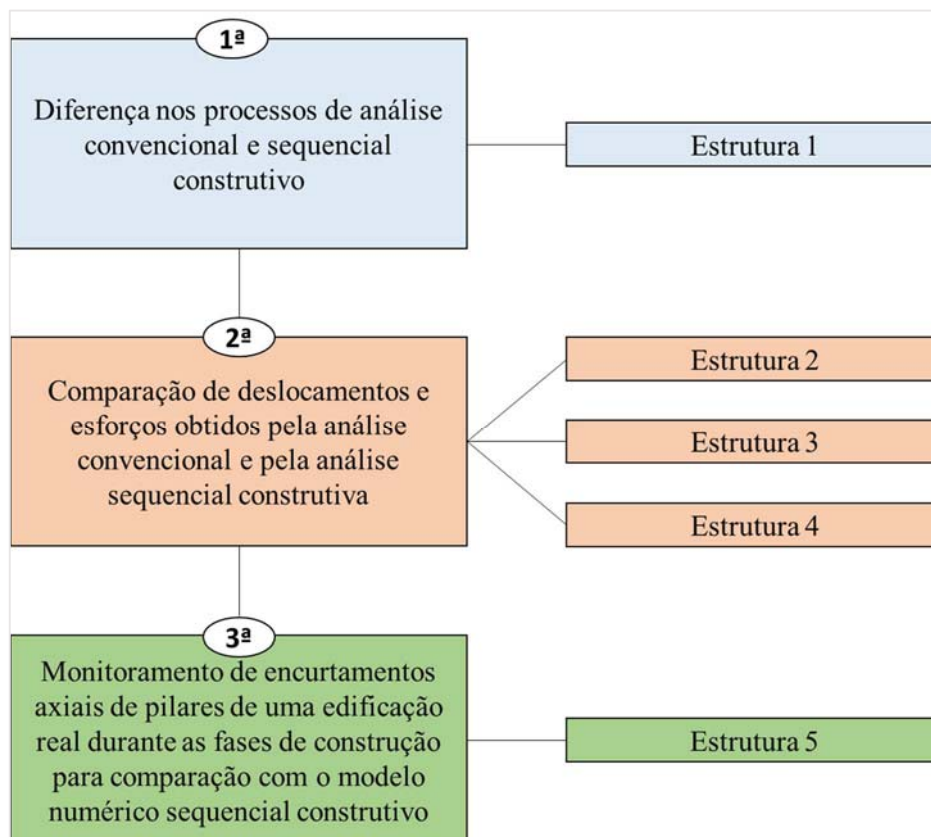 1ª
Diferença nos processos de análise
convencional e sequencial
construtivo
Estrutura 1
2ª
Comparação de deslocamentos e
esforços obtidos pela análise
convencional e pela análise
sequencial construtiva
Estrutura 2
Estrutura 3
Estrutura 4
3ª
Monitoramento de encurtamentos
axiais de pilares de uma edificação
real durante as fases de construção
para comparação com o modelo
numérico sequencial construtivo
Estrutura 5